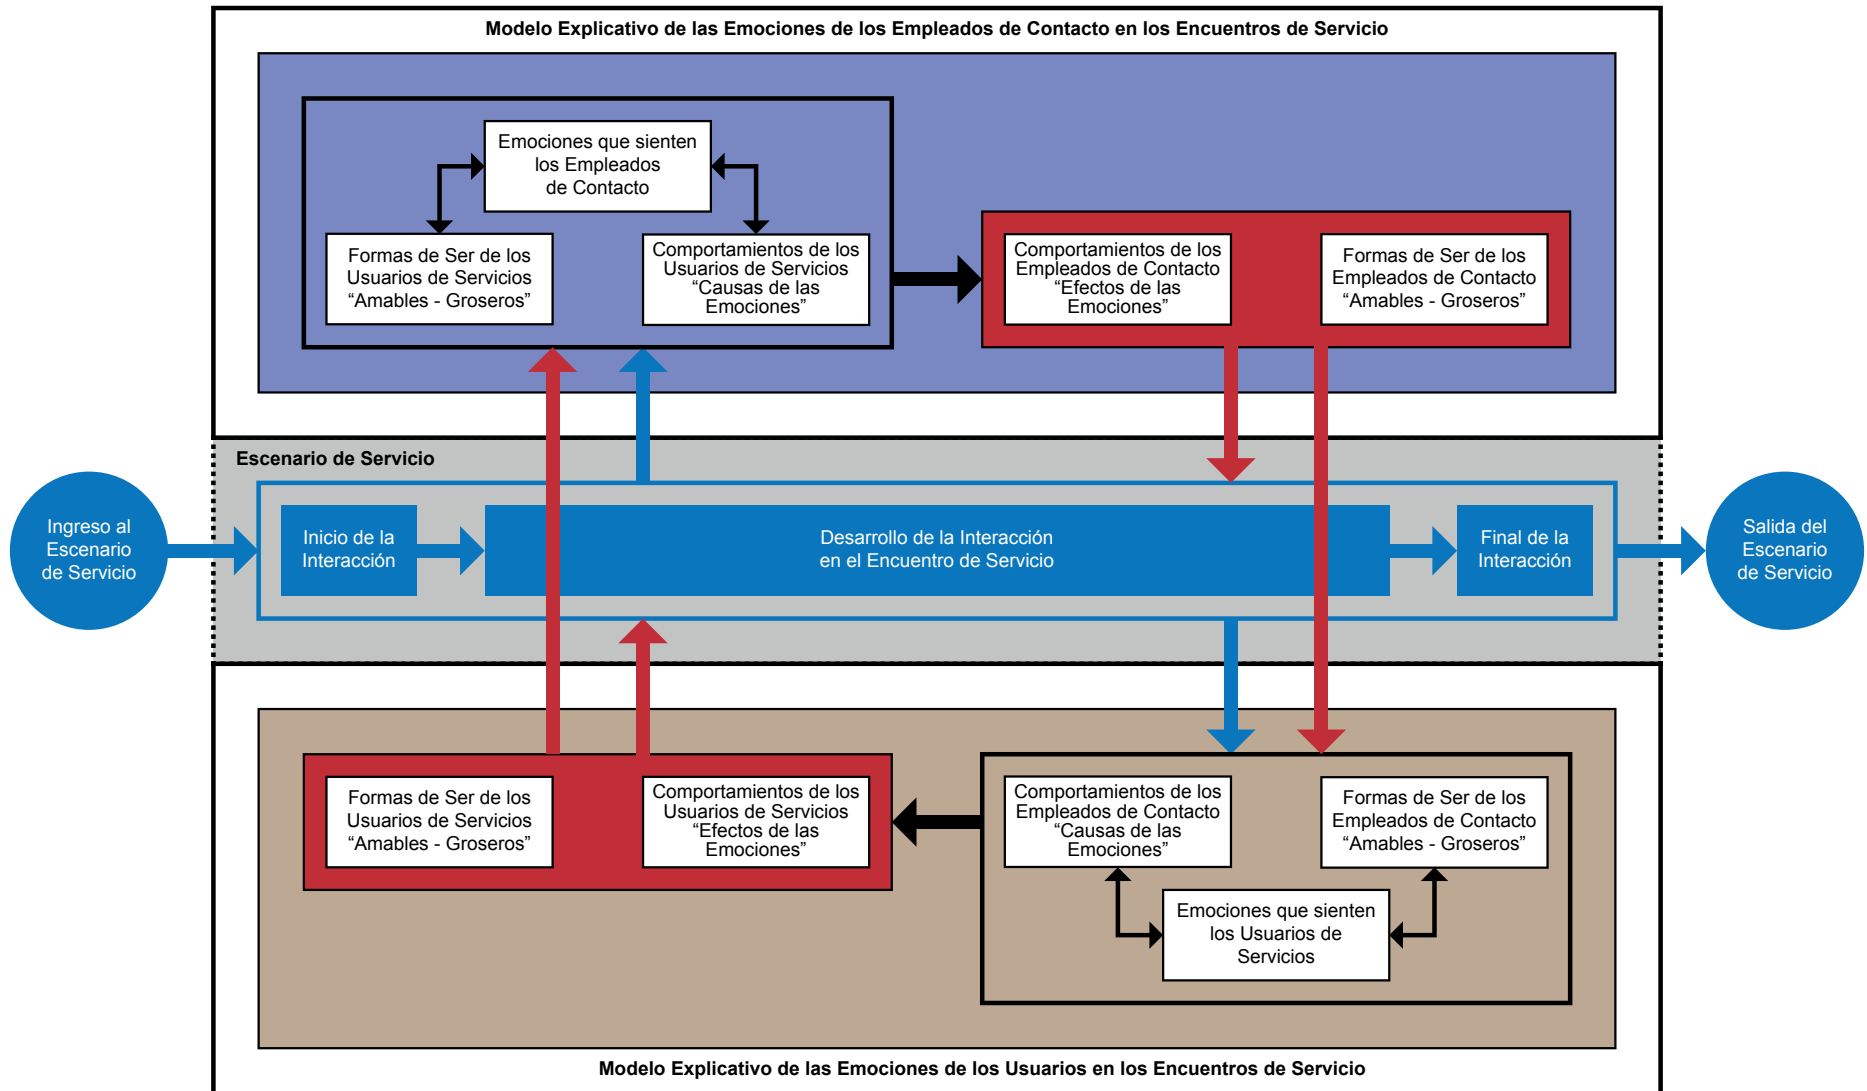 Modelo Explicativo de las Emociones de los Empleados de Contacto en los Encuentros de Servicio
Emociones que sienten
los Empleados
de Contacto
Formas de Ser de los
Usuarios de Servicios
“Amables - Groseros”
Comportamientos de los
Usuarios de Servicios
“Causas de las
Emociones”
Comportamientos de los
Empleados de Contacto
“Efectos de las
Emociones”
Formas de Ser de los
Empleados de Contacto
“Amables - Groseros”
Escenario de Servicio
Ingreso al
Escenario
de Servicio
Inicio de la
Interacción
Desarrollo de la Interacción
en el Encuentro de Servicio
Final de la
Interacción
Salida del
Escenario
de Servicio
Formas de Ser de los
Usuarios de Servicios
“Amables - Groseros”
Comportamientos de los
Usuarios de Servicios
“Efectos de las
Emociones”
Comportamientos de los
Empleados de Contacto
“Causas de las
Emociones”
Formas de Ser de los
Empleados de Contacto
“Amables - Groseros”
Emociones que sienten
los Usuarios de
Servicios
Modelo Explicativo de las Emociones de los Usuarios en los Encuentros de Servicio